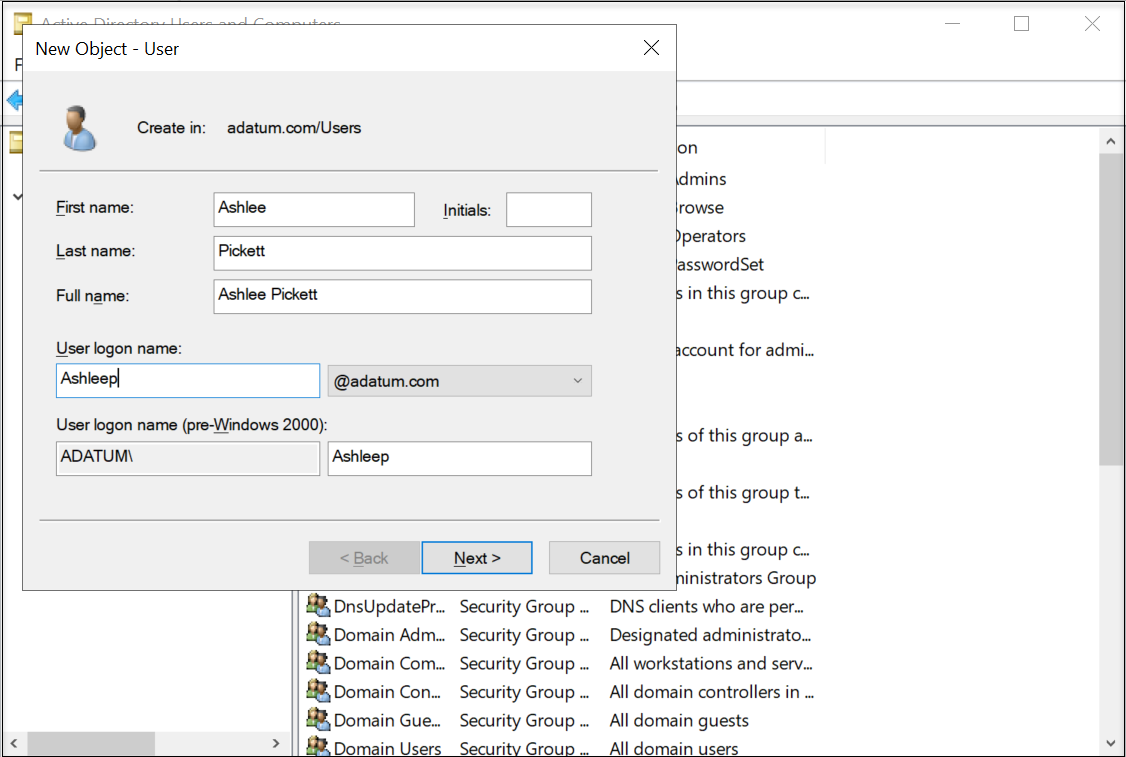 Active Directory Users and Computers
New Object - User
F
Create in: adatum.com/Users
First name: Ashlee Initials:
Last name: Pickett
Full name: Ashlee Pickett
User logon name:
Ashleep @adatum.com
User logon name (pre-Windows 2000):
ADATUM\ Ashleep
< Back Next > Cancel
on
Admins
Browse
Operators
PasswordSet
s in this group c...
account for admi...
s of this group a...
s of this group t...
s in this group c...
ministrators Group
DnsUpdatePr... Security Group ... DNS clients who are per...
Domain Adm... Security Group ... Designated administrato...
Domain Com... Security Group ... All workstations and serv...
Domain Con... Security Group ... All domain controllers in ...
Domain Gue... Security Group ... All domain guests
Domain Users Security Group ... All domain users